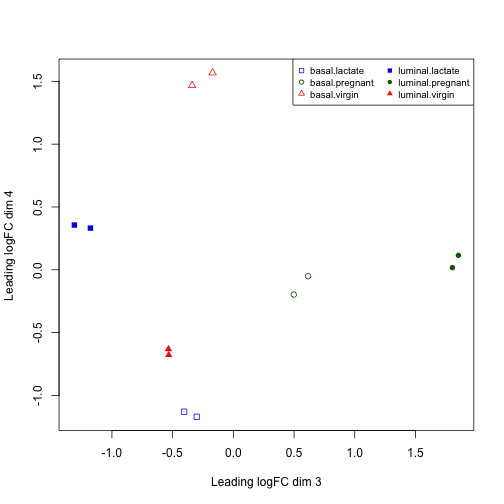 basal.lactate luminal.lactate
basal.pregnant luminal.pregnant
basal.virgin luminal.virgin
1.5
1.0
0.5
0.0
-0.5
-1.0
Leading logFC dim 4
-1.0 -0.5 0.0 0.5 1.0 1.5
Leading logFC dim 3